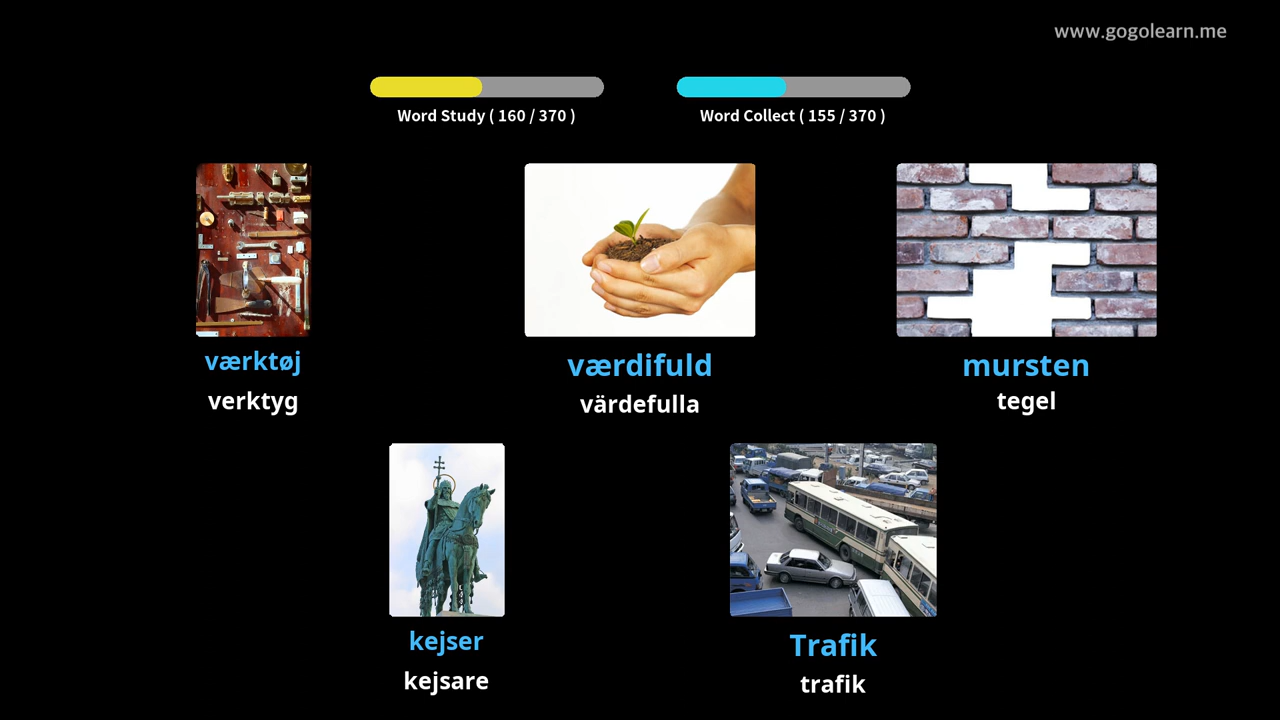 www.gogolearn.me
Word Study ( 160 / 370 )
Word Collect ( 155 / 370 )
værktøj
værdifuld
mursten
verktyg
värdefulla
tegel
kejser
Trafik
kejsare
trafik